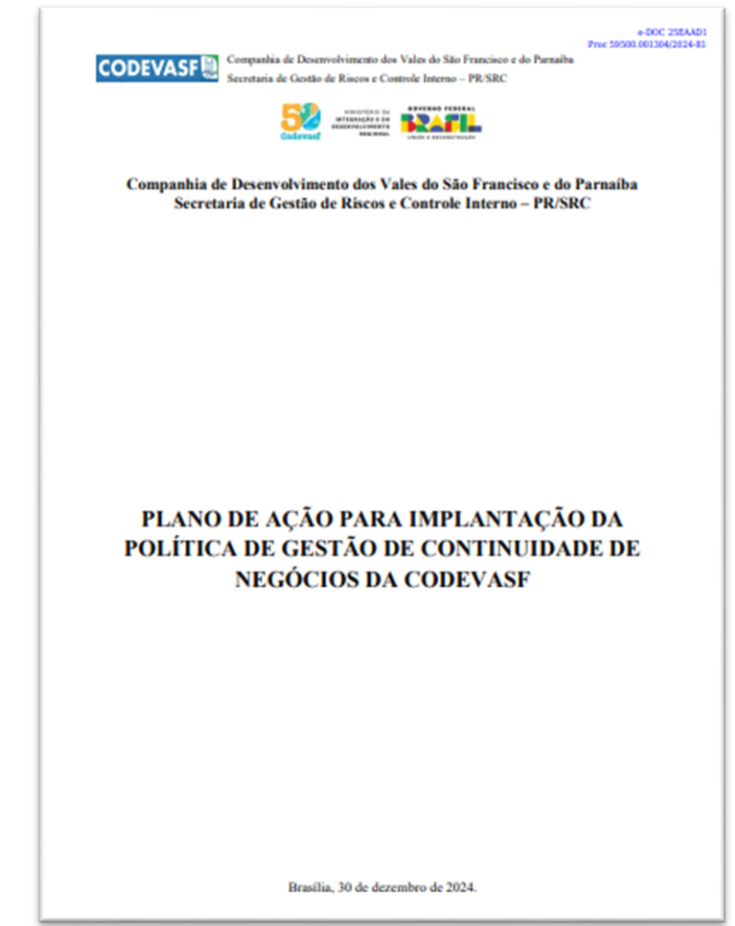 e-DOC 25EAAD1
Proc 59500.001304/2024-81
CODEVASF
Companhia de Desenvolvimento dos Vales do São Francisco e do Parnaíba
Secretaria de Gestão de Riscos e Controle Interno – PR/SRC
50
Codevasf
MINISTÉRIO DA
INTEGRAÇÃO E DO
DESENVOLVIMENTO
REGIONAL
GOVERNO FEDERAL
BRASIL
UNIÃO E RECONSTRUÇÃO
Companhia de Desenvolvimento dos Vales do São Francisco e do Parnaíba
Secretaria de Gestão de Riscos e Controle Interno – PR/SRC
PLANO DE AÇÃO PARA IMPLANTAÇÃO DA
POLÍTICA DE GESTÃO DE CONTINUIDADE DE
NEGÓCIOS DA CODEVASF
Brasília, 30 de dezembro de 2024.